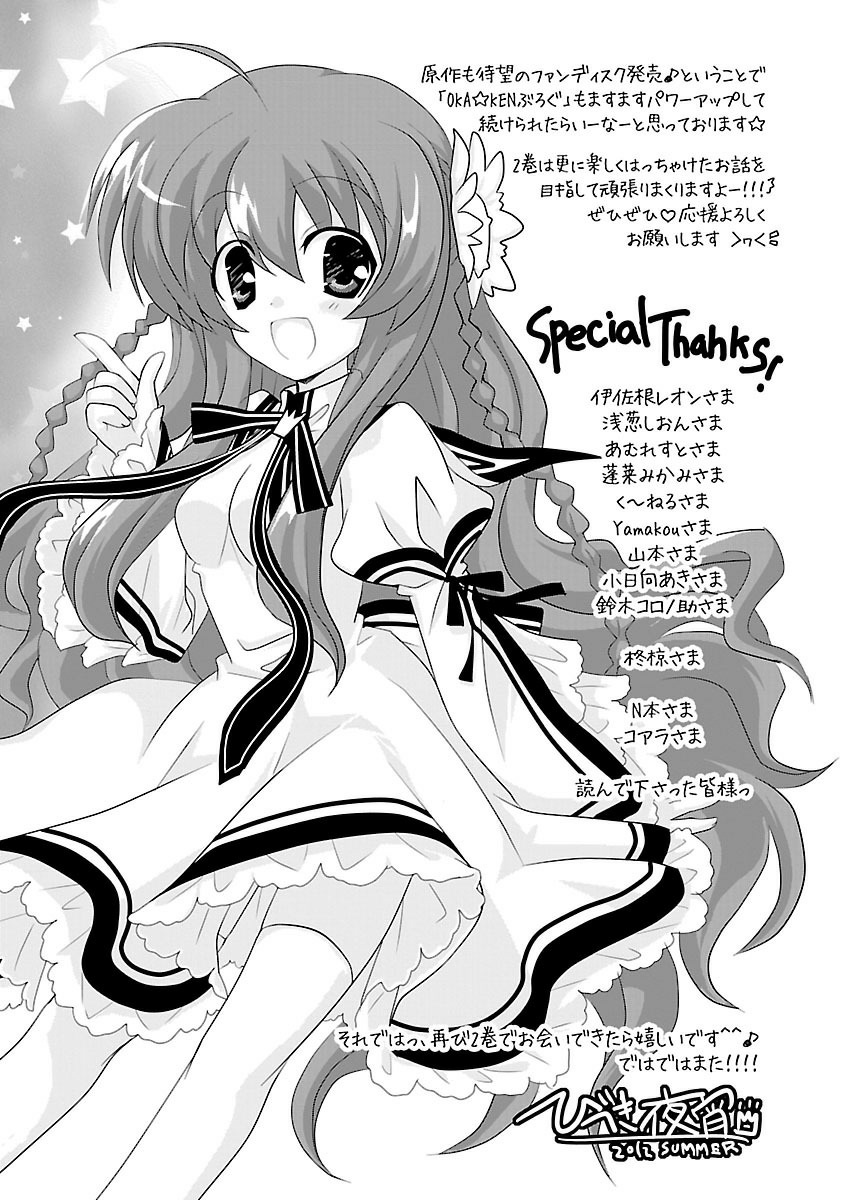 原作も待望のファンディスク発売♪ということで
「OKA☆KENぶろぐ」もますますパワーアップして
続けられたらいーなーと思っております☆
2巻は更に楽しくはっちゃけたお話を
目指して頑張りまくりますよー!!!
ぜひぜひ♡応援よろしく
お願いします
Special Thanks!
伊佐根レオンさま
浅葱しおんさま
あむれすとさま
蓬莱みかみさま
く〜ねるさま
Yamakouさま
山本さま
小日向あきさま
鈴木コロノ助さま
柊椋さま
N本さま
コアラさま
読んで下さった皆様っ
それではっ、再び2巻でお会いできたら嬉しいです^^♪
ではではまた!!!!
ひづき夜宵
2012 SUMMER